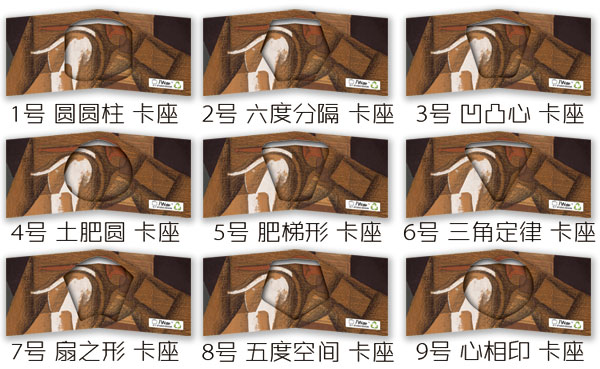 1号 圆圆柱 卡座
2号 六度分隔 卡座
3号 凹凸心 卡座
4号 土肥圆 卡座
5号 肥梯形 卡座
6号 三角定律 卡座
7号 扇之形 卡座
8号 五度空间 卡座
9号 心相印 卡座